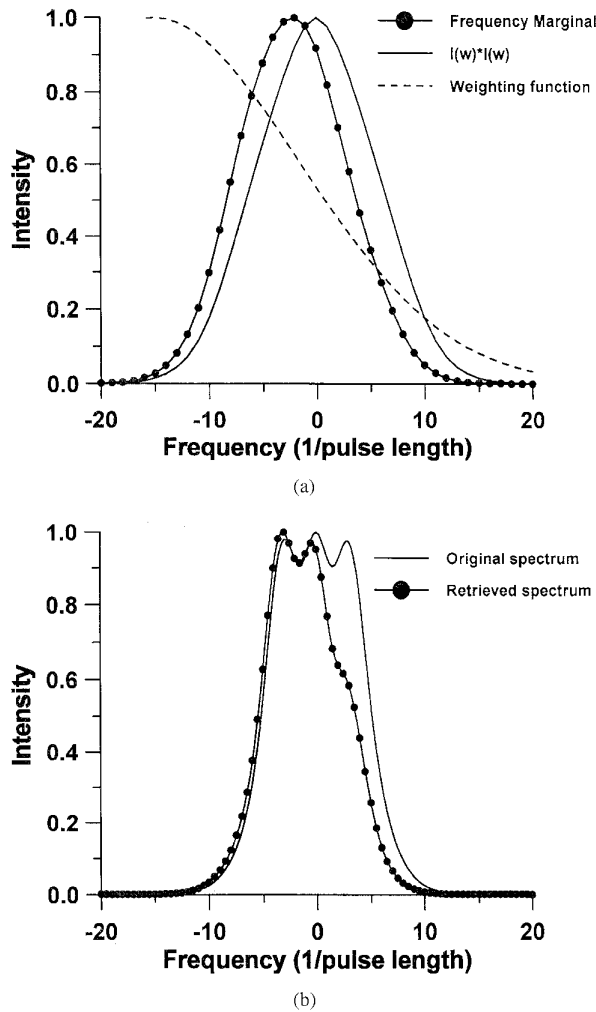 Frequency Marginal
I(w)*I(w)
Weighting function
1.0
0.8
0.6
0.4
0.2
0.0
Intensity
-20 -10 0 10 20
Frequency (1/pulse length)
(a)
Original spectrum
Retrieved spectrum
1.0
0.8
0.6
0.4
0.2
0.0
Intensity
-20 -10 0 10 20
Frequency (1/pulse length)
(b)